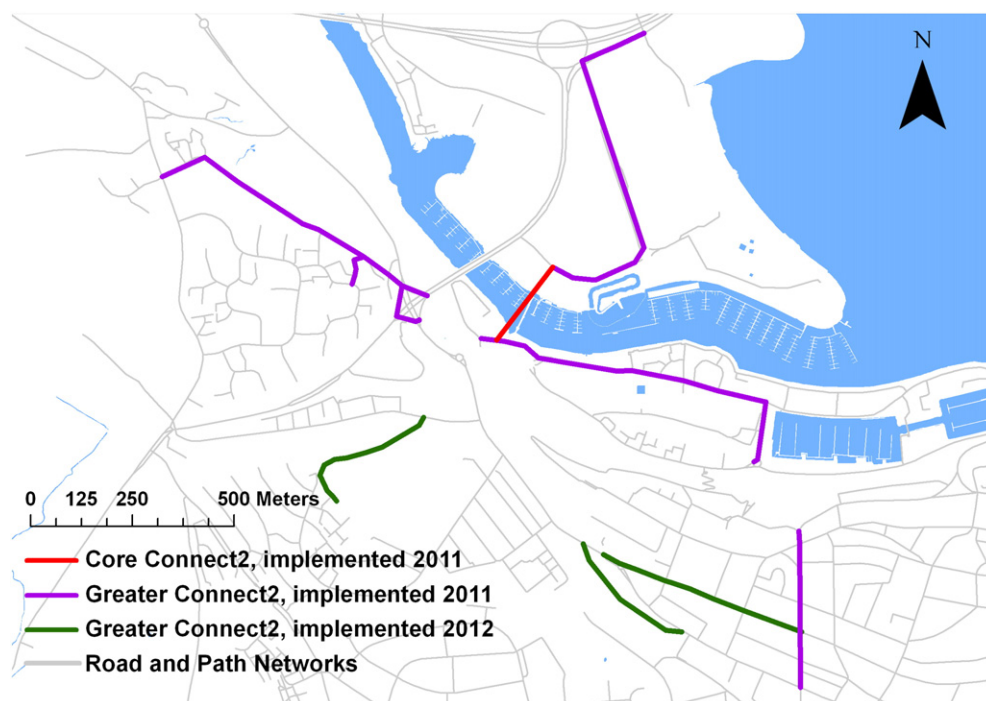 N
0 125 250 500 Meters
Core Connect2, implemented 2011
Greater Connect2, implemented 2011
Greater Connect2, implemented 2012
Road and Path Networks